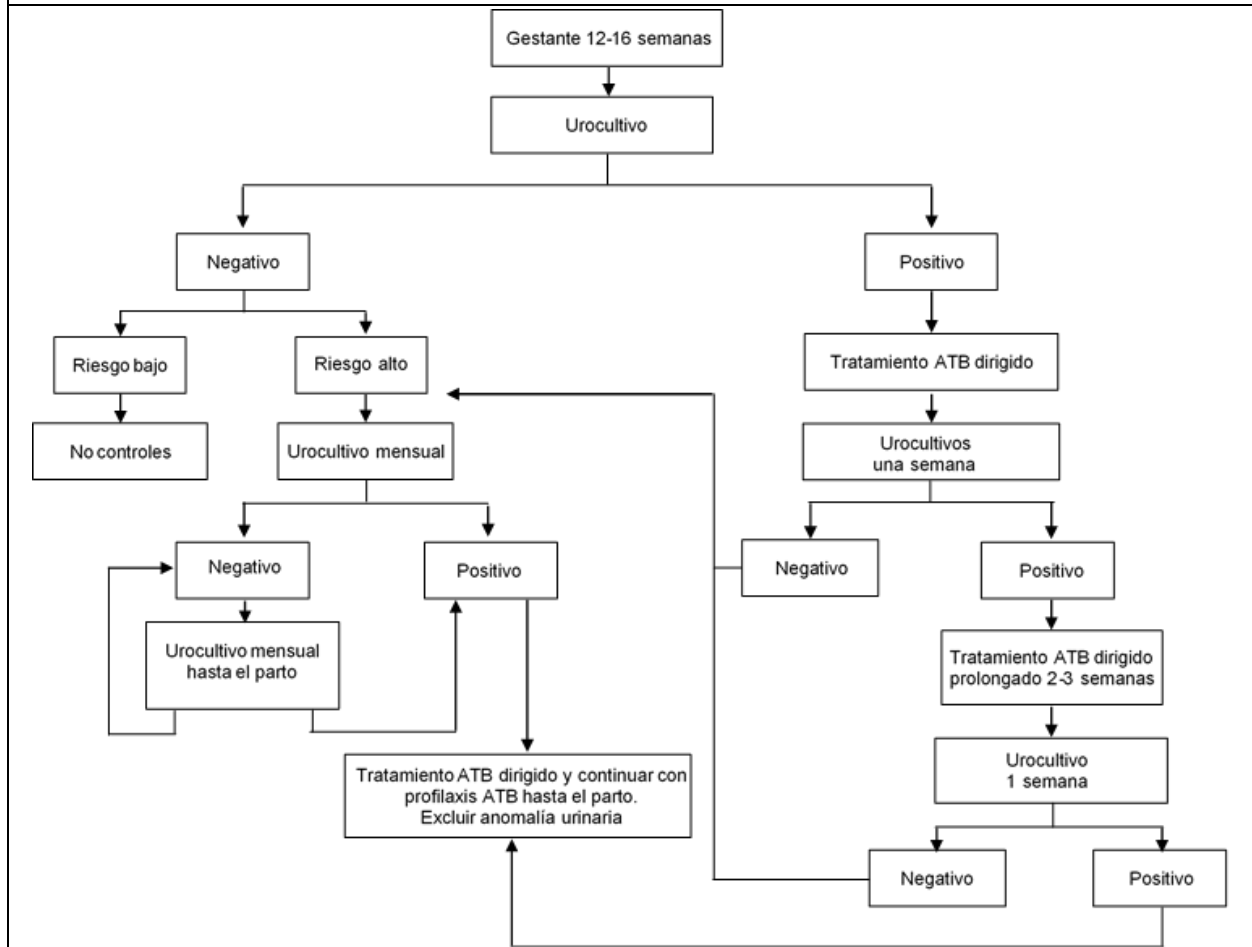 Gestante 12-16 semanas
Urocultivo
Negativo
Positivo
Riesgo bajo
Riesgo alto
Tratamiento ATB dirigido
No controles
Urocultivo mensual
Urocultivos
una semana
Negativo
Positivo
Negativo
Positivo
Urocultivo mensual
hasta el parto
Tratamiento ATB dirigido
prolongado 2-3 semanas
Tratamiento ATB dirigido y continuar con
profilaxis ATB hasta el parto.
Excluir anomalía urinaria
Urocultivo
1 semana
Negativo
Positivo